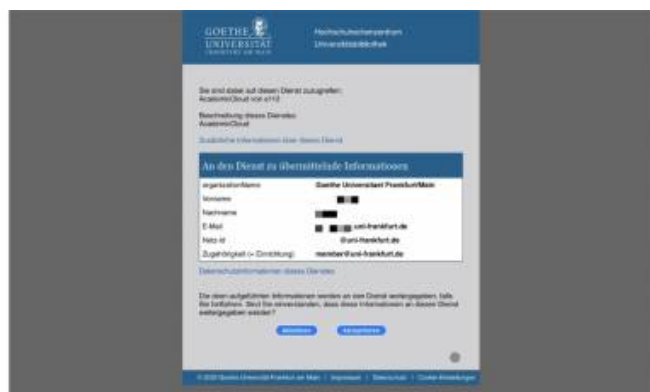 GOETHE
UNIVERSITÄT
FRANKFURT AM MAIN
Hochschulrechenzentrum
Universitätsbibliothek
Sie sind dabei auf diesen Dienst zuzugreifen:
AcademicCloud von
Beschreibung dieses Dienstes:
AcademicCloud
Zusätzliche Informationen über diesen Dienst
An den Dienst zu übermittelnde Informationen
organizationName Goethe Universitaet Frankfurt/Main
Vorname
Nachname
E-Mail uni-frankfurt.de
Netz-Id @uni-frankfurt.de
Zugehörigkeit (+ Einrichtung) member@uni-frankfurt.de
Datenschutzinformationen dieses Dienstes
Die oben aufgeführten Informationen werden an den Dienst weitergegeben, falls
Sie fortfahren. Sind Sie einverstanden, dass diese Informationen an diesen Dienst
weitergegeben werden?
Ablehnen Akzeptieren
Goethe Universität Frankfurt am Main | Impressum | Datenschutz | Cookie-Einstellungen